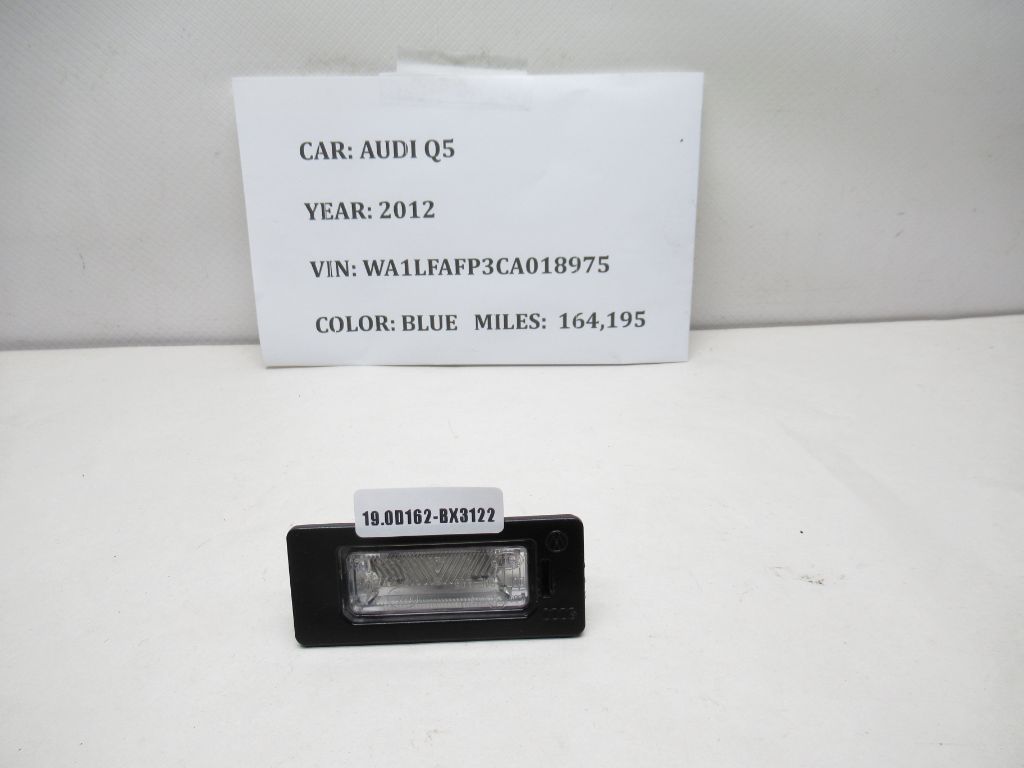 CAR: AUDI Q5
YEAR: 2012
VIN: WA1LFAFP3CA018975
COLOR: BLUE MILES: 164,195
19.0D162-BX3122